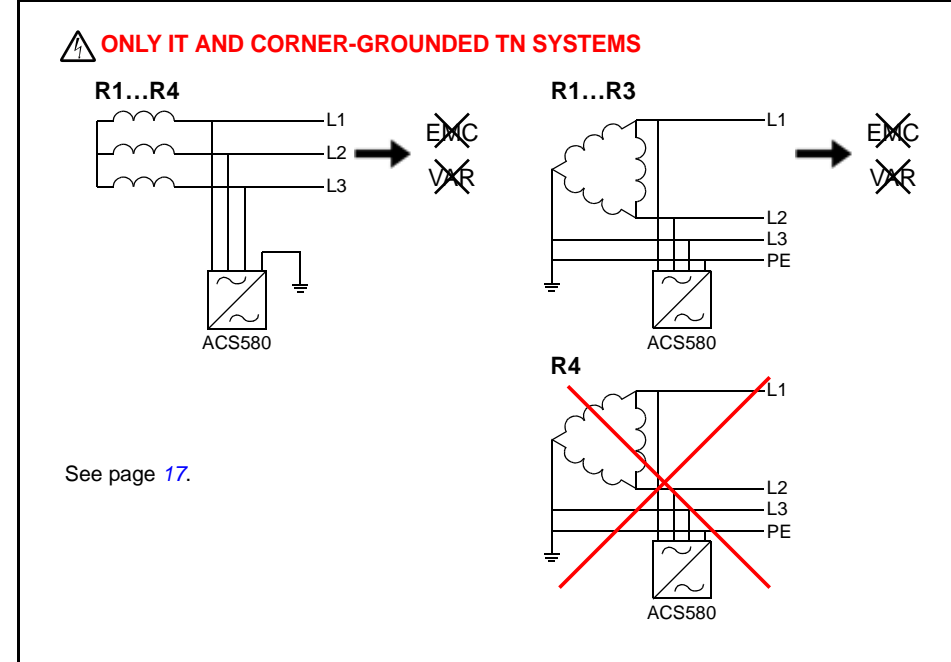 ONLY IT AND CORNER-GROUNDED TN SYSTEMS
R1…R4
L1
L2
L3
EMC
VAR
ACS580
R1…R3
L1
L2
L3
PE
EMC
VAR
ACS580
R4
L1
L2
L3
PE
ACS580
See page 17.